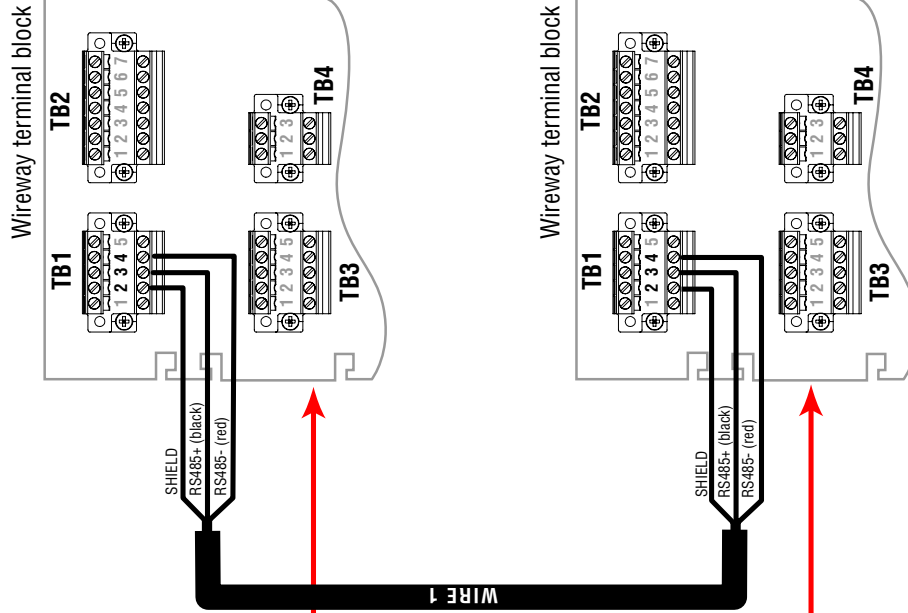 Wireway terminal block
TB2
1 2 3 4 5 6 7
TB4
1 2 3
TB1
1 2 3 4 5
TB3
1 2 3 4 5
SHIELD
RS485+ (black)
RS485- (red)
Wireway terminal block
TB2
1 2 3 4 5 6 7
TB4
1 2 3
TB1
1 2 3 4 5
TB3
1 2 3 4 5
SHIELD
RS485+ (black)
RS485- (red)
WIRE 1